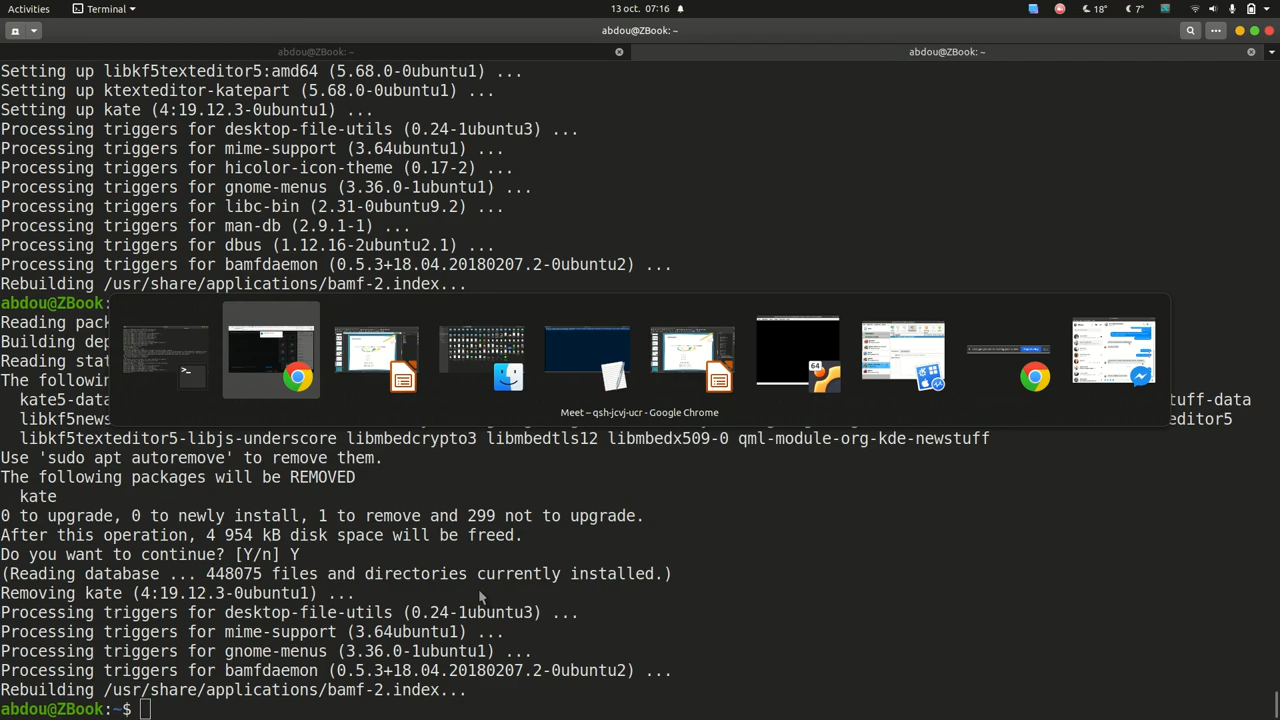 Activities
Terminal
13 oct. 07:16
18°
7°
abdou@ZBook: ~
abdou@ZBook: ~
abdou@ZBook: ~
Setting up libkf5texteditor5:amd64 (5.68.0-0ubuntu1) ...
Setting up ktexteditor-katepart (5.68.0-0ubuntu1) ...
Setting up kate (4:19.12.3-0ubuntu1) ...
Processing triggers for desktop-file-utils (0.24-1ubuntu3) ...
Processing triggers for mime-support (3.64ubuntu1) ...
Processing triggers for hicolor-icon-theme (0.17-2) ...
Processing triggers for gnome-menus (3.36.0-1ubuntu1) ...
Processing triggers for libc-bin (2.31-0ubuntu9.2) ...
Processing triggers for man-db (2.9.1-1) ...
Processing triggers for dbus (1.12.16-2ubuntu2.1) ...
Processing triggers for bamfdaemon (0.5.3+18.04.20180207.2-0ubuntu2) ...
Rebuilding /usr/share/applications/bamf-2.index...
abdou@ZBook:
Reading pac
Building dep
Reading stat
The followin
kate5-data
tuff-data
libkf5news
editor5
64
Meet – qsh-jcvj-ucr - Google Chrome
libkf5texteditor5-libjs-underscore libmbedcrypto3 libmbedtls12 libmbedx509-0 qml-module-org-kde-newstuff
Use 'sudo apt autoremove' to remove them.
The following packages will be REMOVED
kate
0 to upgrade, 0 to newly install, 1 to remove and 299 not to upgrade.
After this operation, 4 954 kB disk space will be freed.
Do you want to continue? [Y/n] Y
(Reading database ... 448075 files and directories currently installed.)
Removing kate (4:19.12.3-0ubuntu1) ...
Processing triggers for desktop-file-utils (0.24-1ubuntu3) ...
Processing triggers for mime-support (3.64ubuntu1) ...
Processing triggers for gnome-menus (3.36.0-1ubuntu1) ...
Processing triggers for bamfdaemon (0.5.3+18.04.20180207.2-0ubuntu2) ...
Rebuilding /usr/share/applications/bamf-2.index...
abdou@ZBook:~$